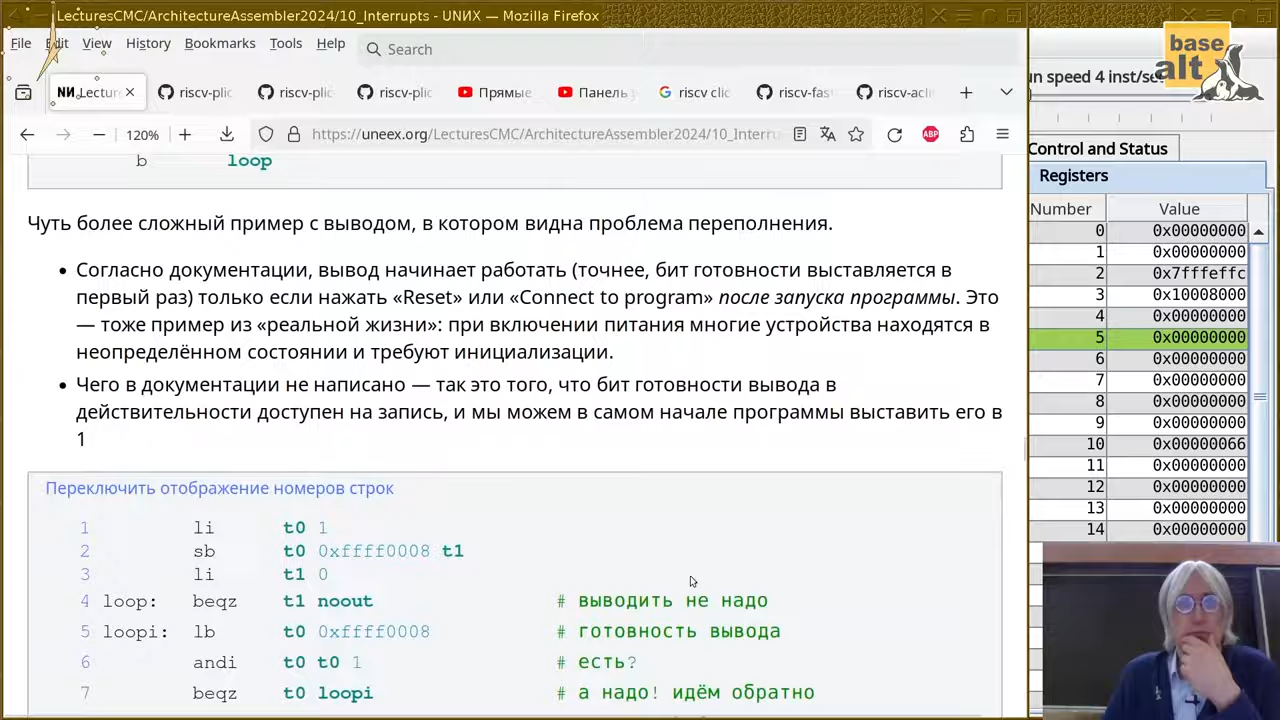 LecturesCMC/ArchitectureAssembler2024/10_Interrupts - UNИX — Mozilla Firefox
File Edit View History Bookmarks Tools Help
Search
base
alt
un speed 4 inst/se
NИ. Lecture
riscv-plic
riscv-plic
riscv-plic
Примые
Панель
riscv clic
riscv-fas
riscv-acli
120%
https://uneex.org/LecturesCMC/ArchitectureAssembler2024/10_Interru
ABP
Control and Status
Registers
Number Value
0 0x00000000
1 0x00000000
2 0x7fffeffc
3 0x10008000
4 0x00000000
5 0x00000000
6 0x00000000
7 0x00000000
8 0x00000000
9 0x00000000
10 0x00000066
11 0x00000000
12 0x00000000
13 0x00000000
14 0x00000000
b loop
Чуть более сложный пример с выводом, в котором видна проблема переполнения.
• Согласно документации, вывод начинает работать (точнее, бит готовности выставляется в
первый раз) только если нажать «Reset» или «Connect to program» после запуска программы. Это
— тоже пример из «реальной жизни»: при включении питания многие устройства находятся в
неопределённом состоянии и требуют инициализации.
• Чего в документации не написано — так это того, что бит готовности вывода в
действительности доступен на запись, и мы можем в самом начале программы выставить его в
1
Переключить отображение номеров строк
1 li t0 1
2 sb t0 0xffff0008 t1
3 li t1 0
4 loop: beqz t1 noout # выводить не надо
5 loopi: lb t0 0xffff0008 # готовность вывода
6 andi t0 t0 1 # есть?
7 beqz t0 loopi # а надо! идём обратно